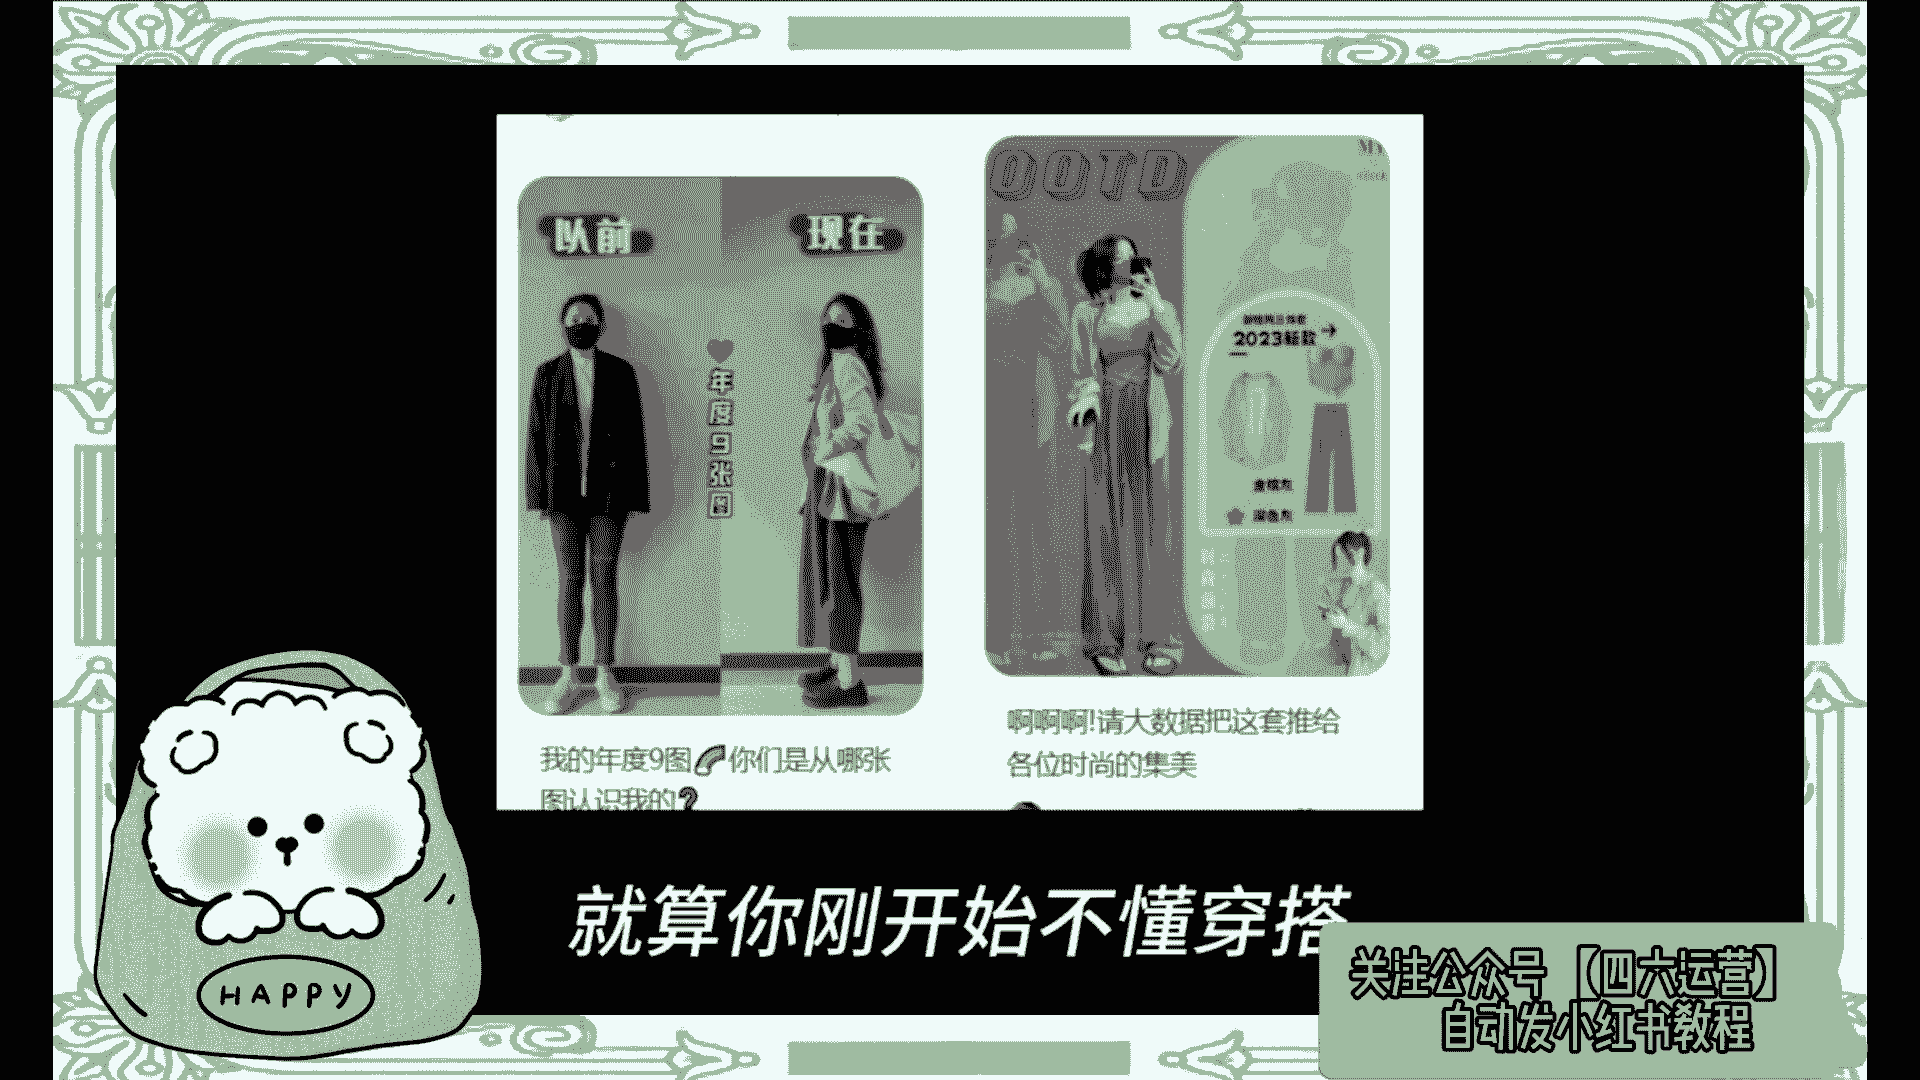 OOTD
以前
现在
年度9张图
2023新款
我的年度9图🌈你们是从哪张
图认识我的？
啊啊啊！请大数据把这套推给
各位时尚的集美
就算你刚开始不懂穿搭
HAPPY
关注公众号【四六运营】
自动发小红书教程